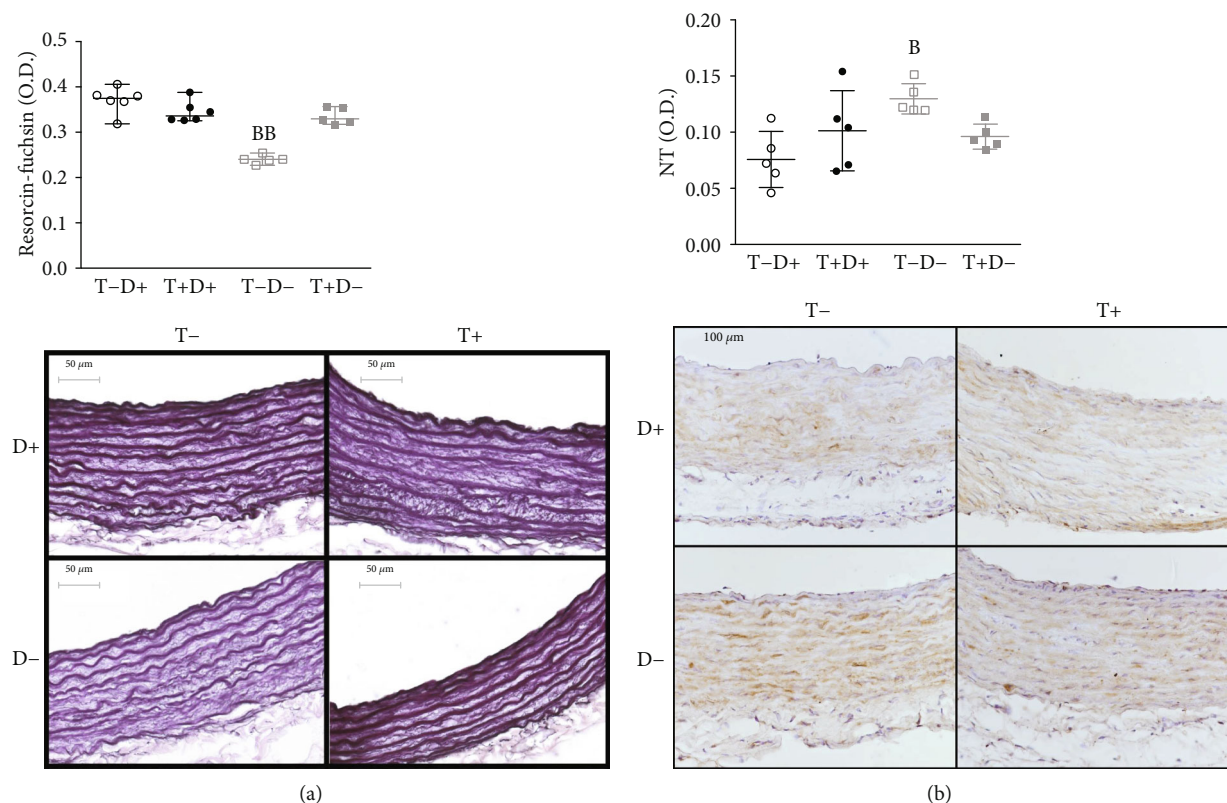 0.5
0.4
0.3
0.2
0.1
0.0
Resorcin-fuchsin (O.D.)
BB
T−D+ T+D+ T−D− T+D−
T− T+
D+
D−
50 µm
50 µm
50 µm
50 µm
(a)
0.20
0.15
0.10
0.05
0.00
NT (O.D.)
B
T−D+ T+D+ T−D− T+D−
T− T+
D+
D−
100 µm
(b)